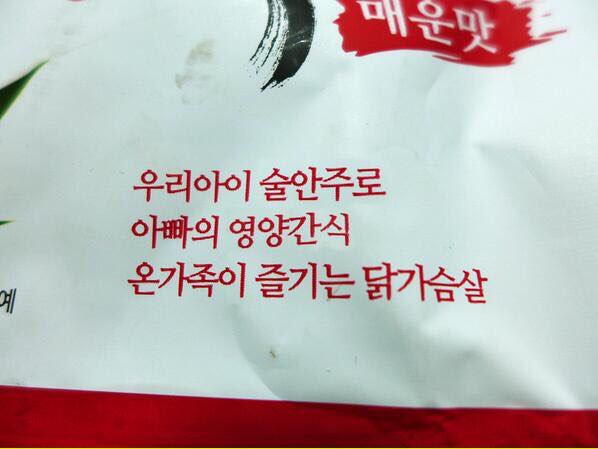 매운맛
우리아이 술안주로
아빠의 영양간식
온가족이 즐기는 닭가슴살
예